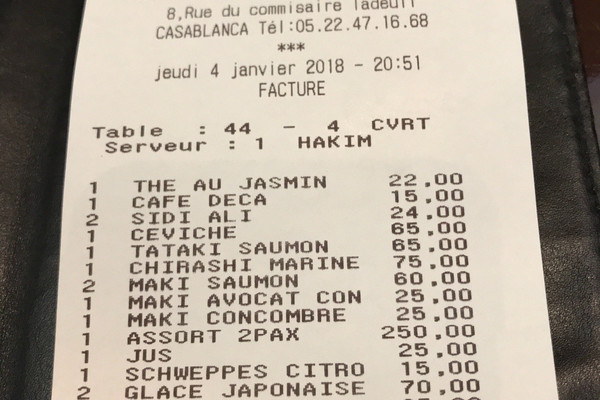 8,Rue du commisaire ladeuil
CASABLANCA Tél:05.22.47.16.68
***
jeudi 4 janvier 2018 - 20:51
FACTURE
Table : 44 - 4 CVRT
Serveur : 1 HAKIM
1 THE AU JASMIN 22,00
1 CAFE DECA 15,00
2 SIDI ALI 24,00
1 CEVICHE 65,00
1 TATAKI SAUMON 65,00
1 CHIRASHI MARINE 75,00
2 MAKI SAUMON 60,00
1 MAKI AVOCAT CON 25,00
1 MAKI CONCOMBRE 25,00
1 ASSORT 2PAX 250,00
1 JUS 25,00
1 SCHWEPPES CITRO 15,00
2 GLACE JAPONAISE 70,00